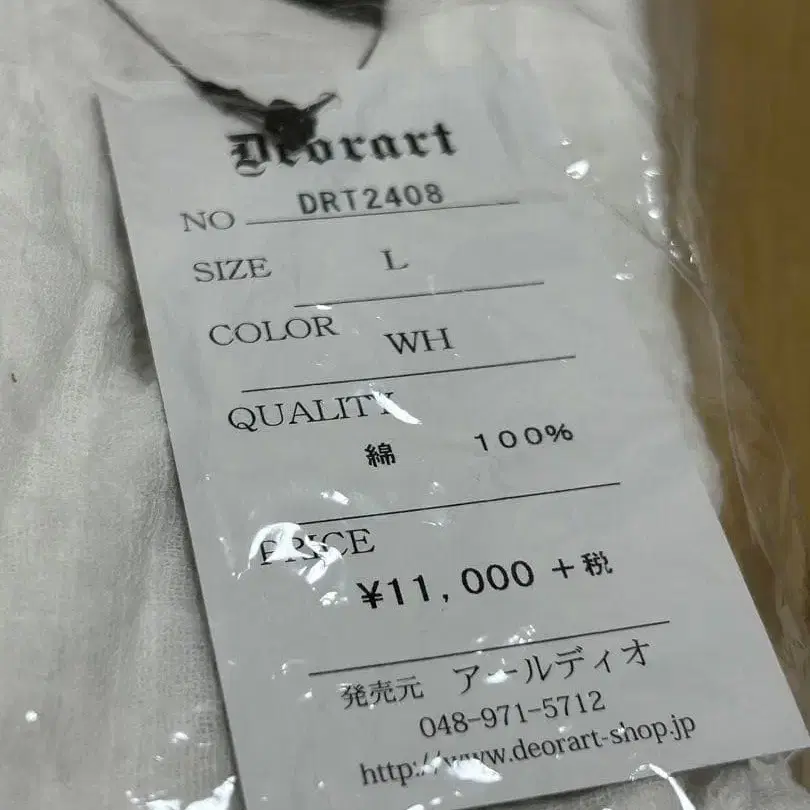 Deorart
NO DRT2408
SIZE L
COLOR WH
QUALITY
綿 100%
PRICE
¥11,000 +税
発売元 アールディオ
048-971-5712
http://www.deorart-shop.jp